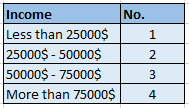 Income No.
Less than 25000$ 1
25000$ - 50000$ 2
50000$ - 75000$ 3
More than 75000$ 4